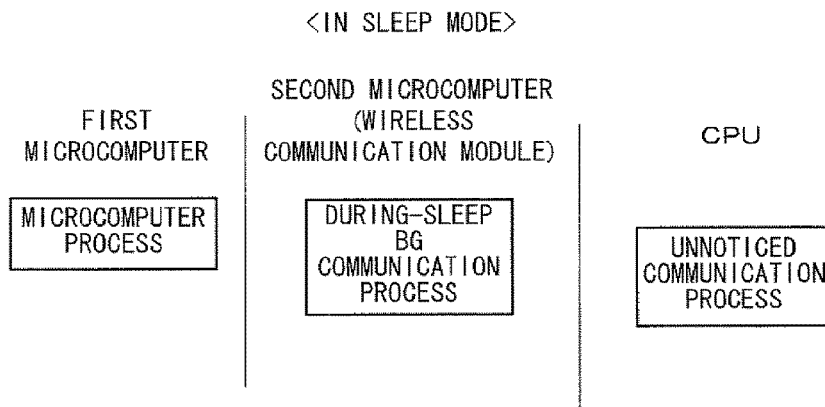 <IN SLEEP MODE>
FIRST
MICROCOMPUTER
SECOND MICROCOMPUTER
(WIRELESS
COMMUNICATION MODULE)
CPU
MICROCOMPUTER
PROCESS
DURING-SLEEP
BG
COMMUNICATION
PROCESS
UNNOTICED
COMMUNICATION
PROCESS